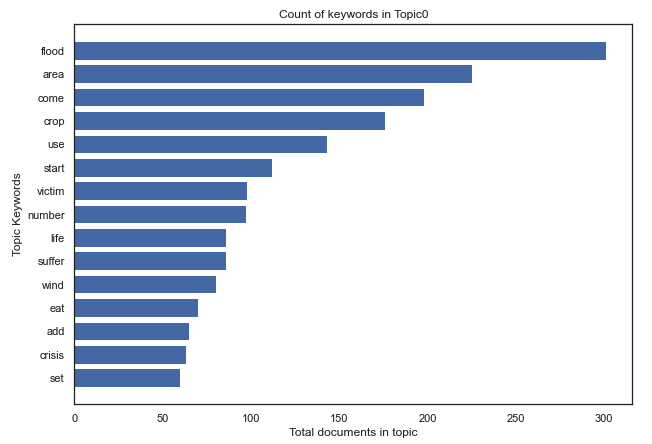 Count of keywords in Topic0
Topic Keywords
flood
area
come
crop
use
start
victim
number
life
suffer
wind
eat
add
crisis
set
0 50 100 150 200 250 300
Total documents in topic